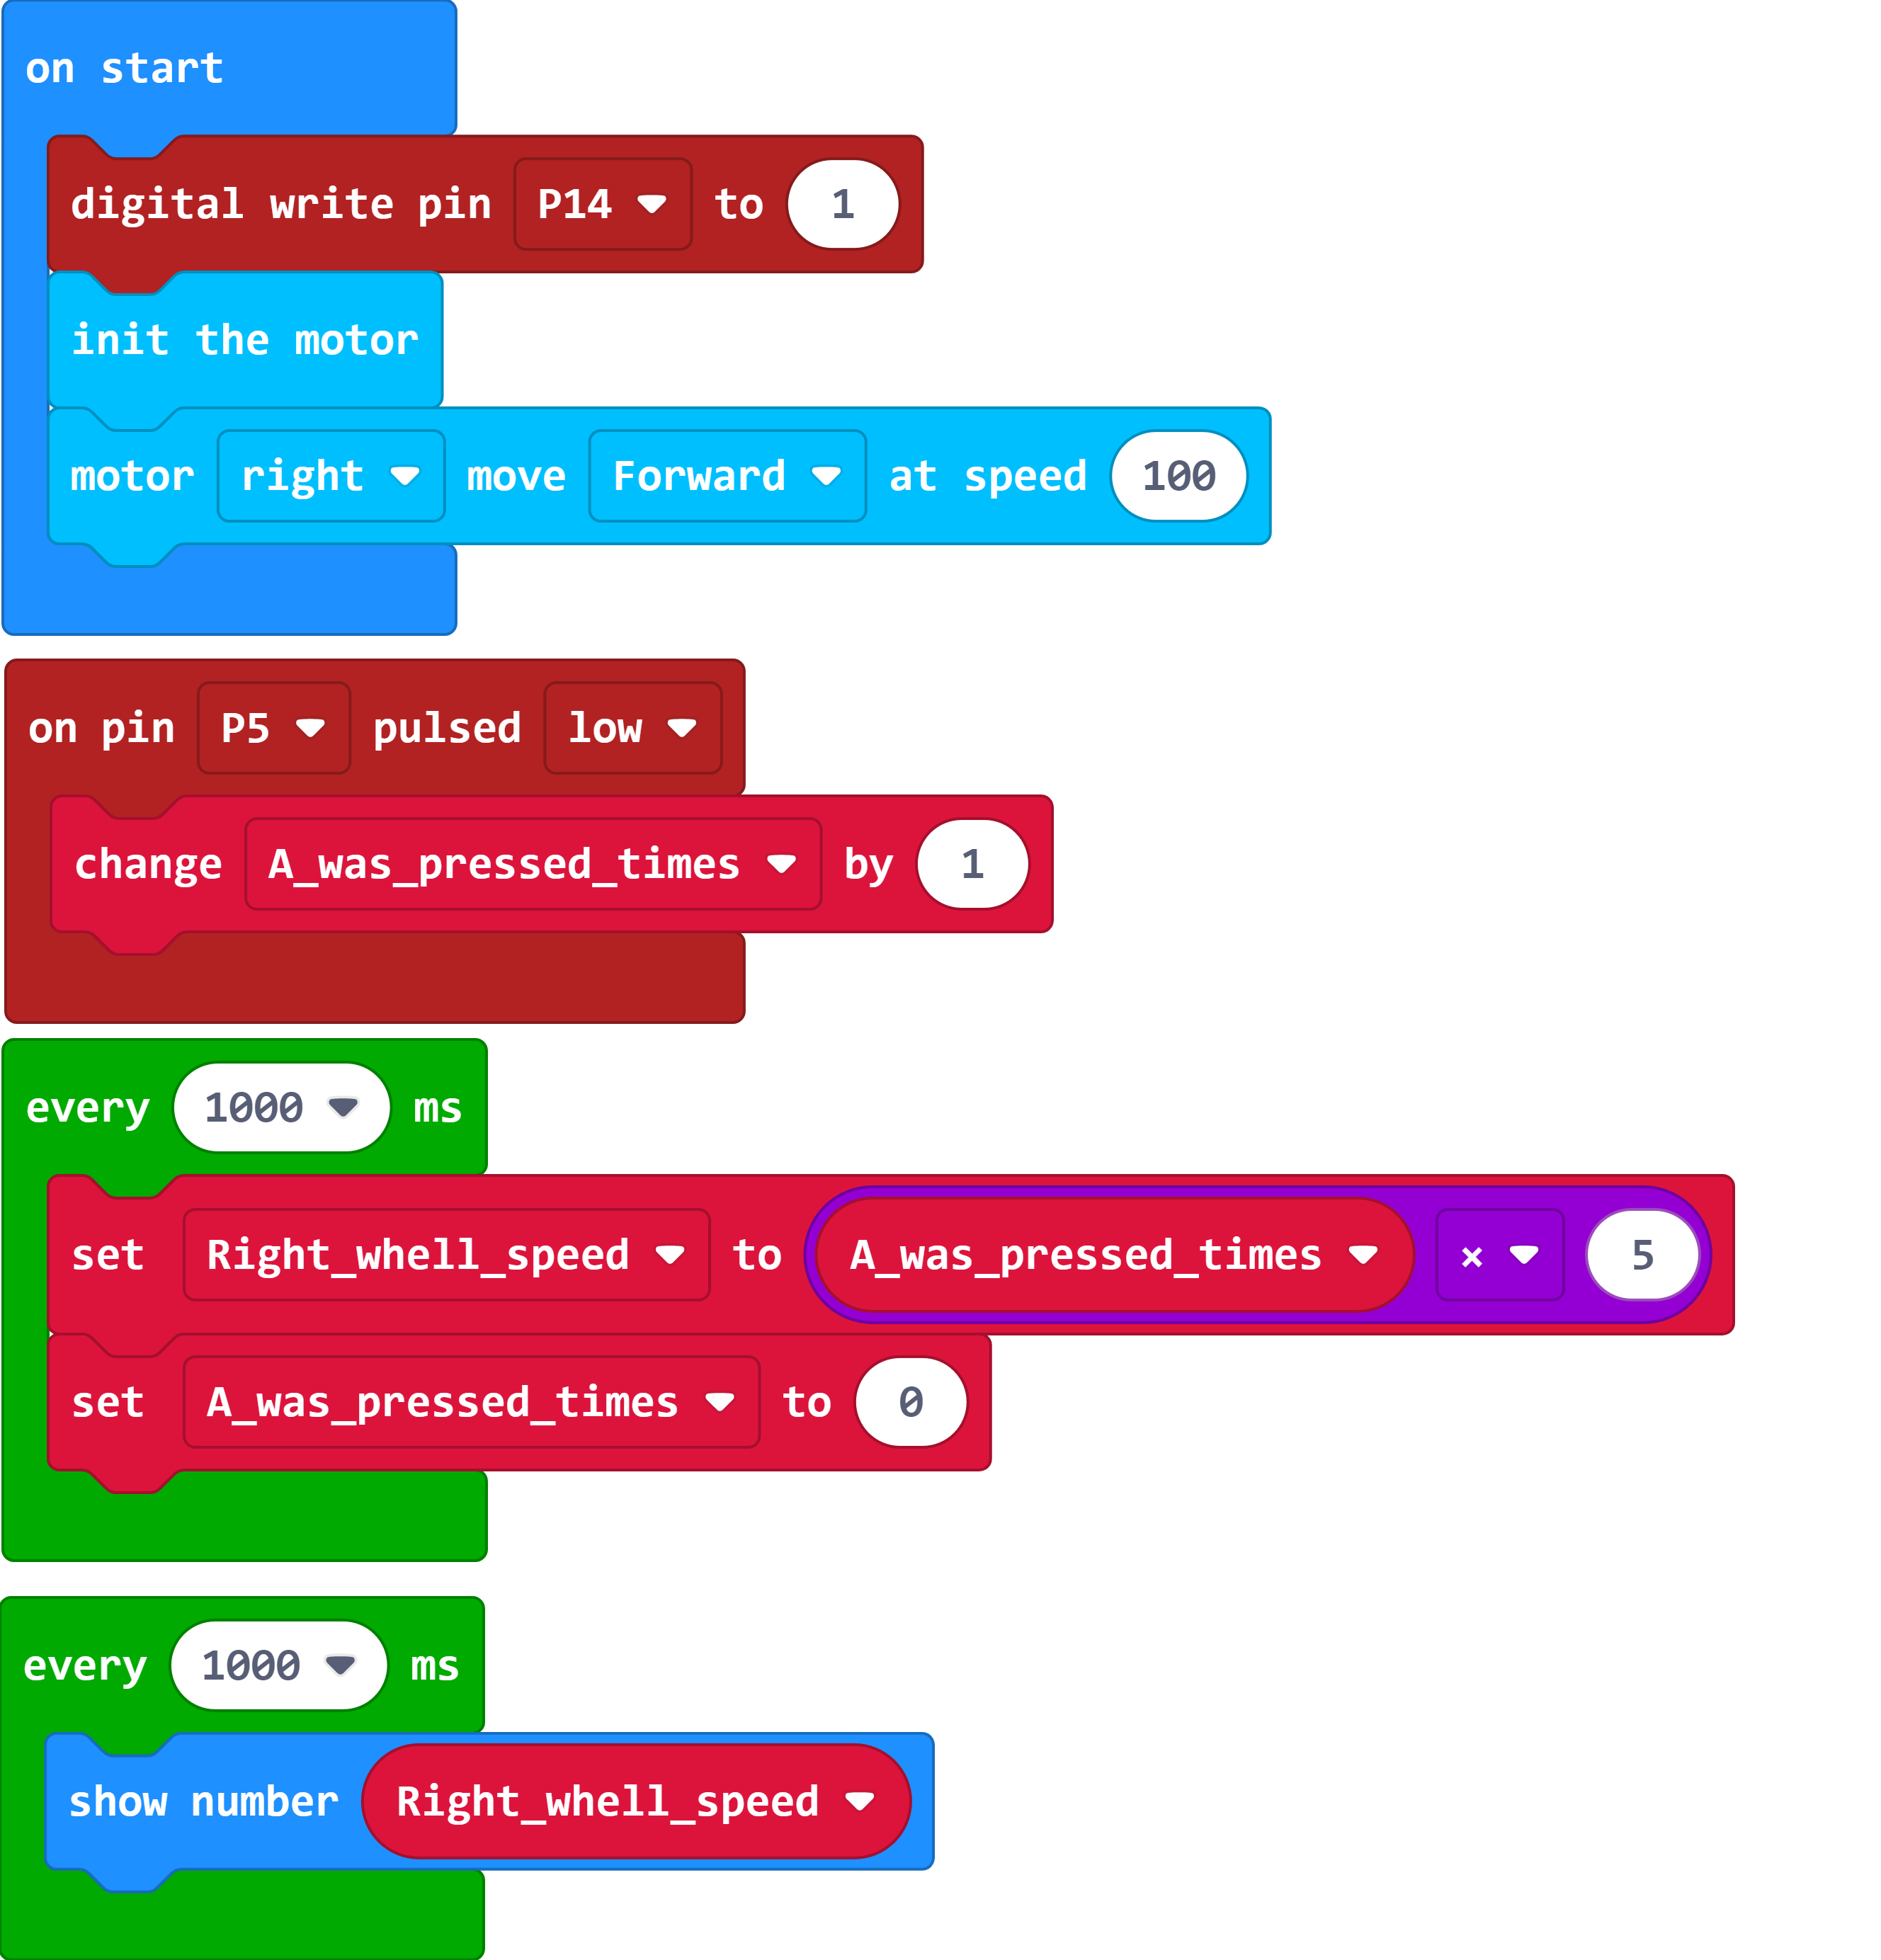 on start
digital write pin P14 to 1
init the motor
motor right move Forward at speed 100
on pin P5 pulsed low
change A_was_pressed_times by 1
every 1000 ms
set Right_whell_speed to A_was_pressed_times × 5
set A_was_pressed_times to 0
every 1000 ms
show number Right_whell_speed